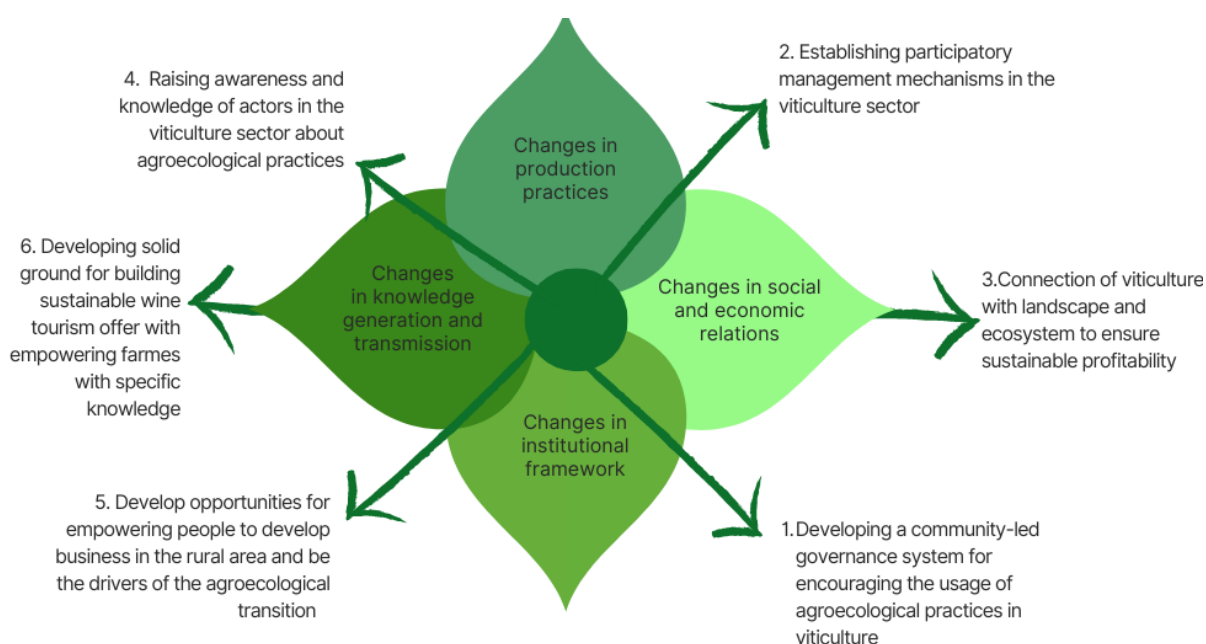 4.  Raising awareness and
knowledge of actors in the
viticulture sector about
agroecological practices
2. Establishing participatory
management mechanisms in the
viticulture sector
Changes in
production
practices
6. Developing solid
ground for building
sustainable wine
tourism offer with
empowering farmes
with specific
knowledge
Changes
in knowledge
generation and
transmission
Changes in social
and economic
relations
3.Connection of viticulture
with landscape and
ecosystem to ensure
sustainable profitability
Changes in
institutional
framework
5. Develop opportunities for
empowering people to develop
business in the rural area and be
the drivers of the agroecological
transition
1.Developing a community-led
governance system for
encouraging the usage of
agroecological practices in
viticulture